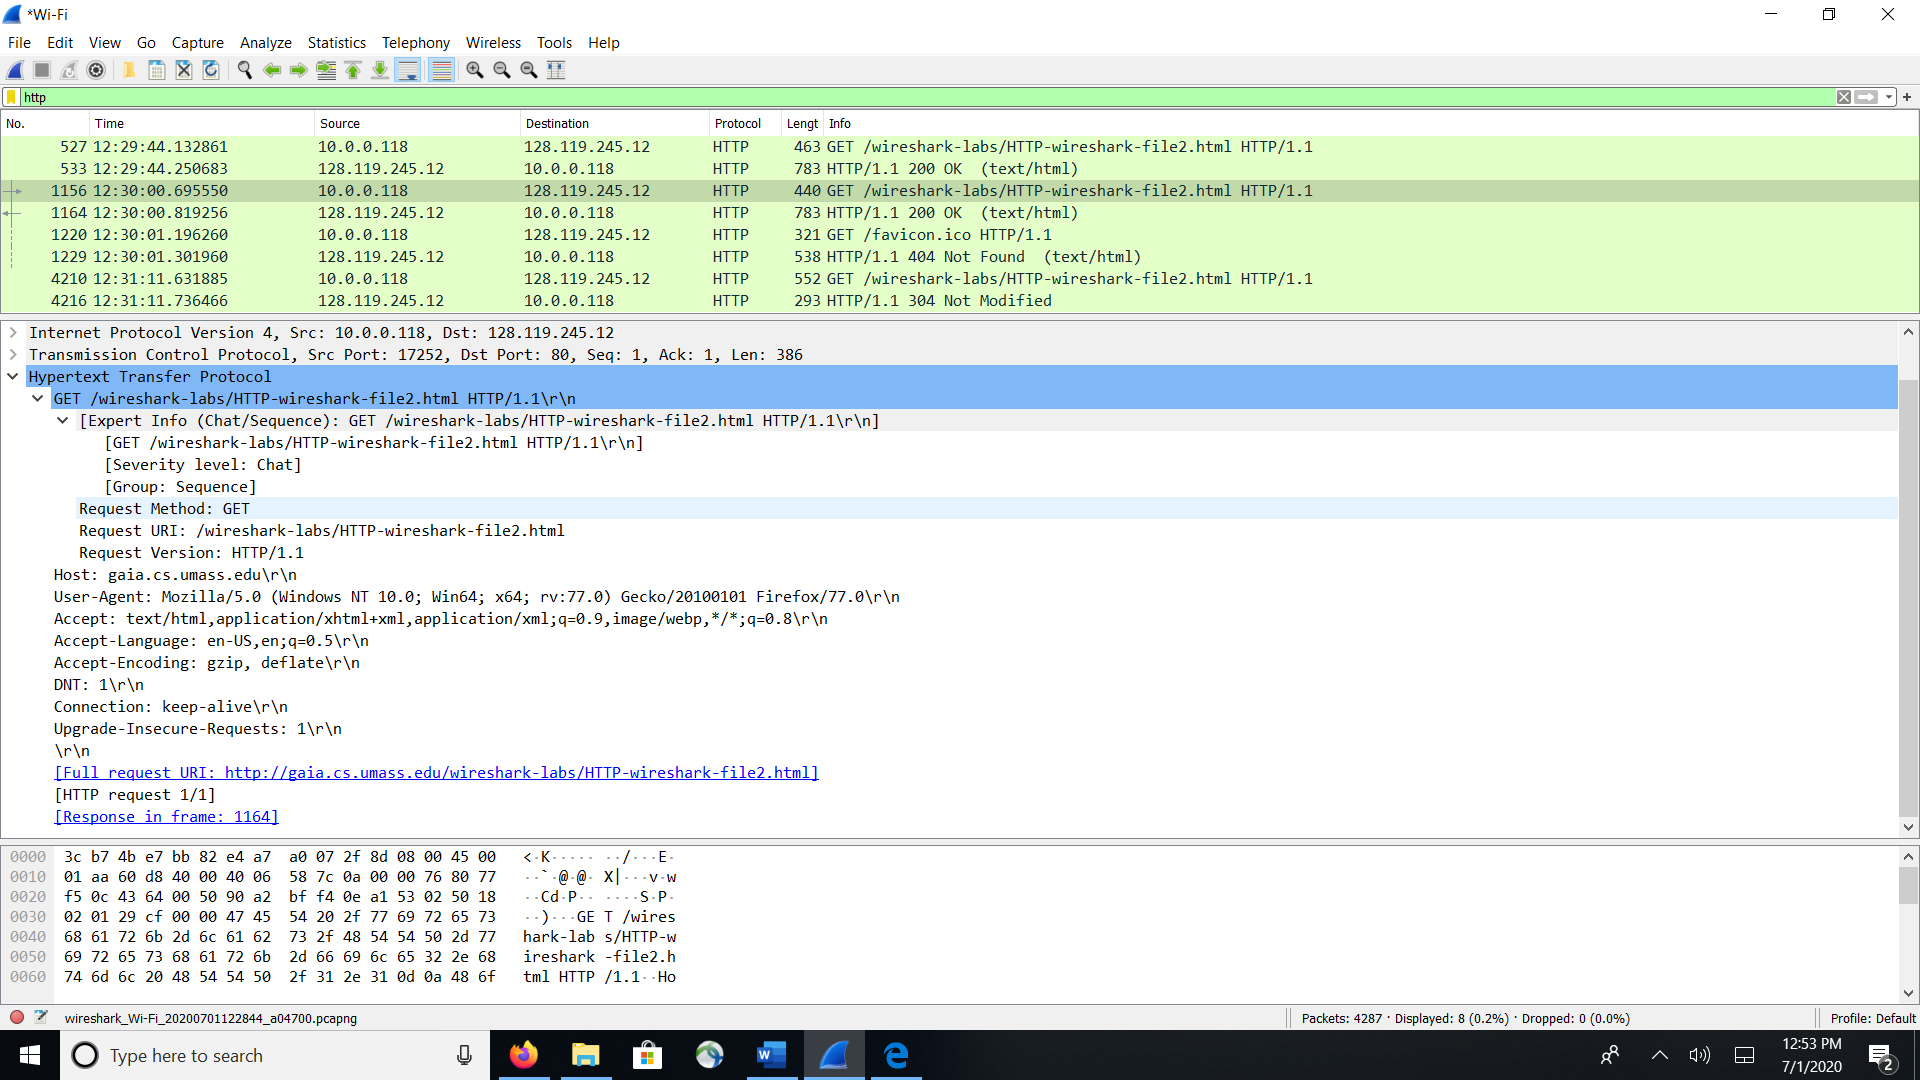 *Wi-Fi
File Edit View Go Capture Analyze Statistics Telephony Wireless Tools Help
http
No. Time Source Destination Protocol Lengt Info
527 12:29:44.132861 10.0.0.118 128.119.245.12 HTTP 463 GET /wireshark-labs/HTTP-wireshark-file2.html HTTP/1.1
533 12:29:44.250683 128.119.245.12 10.0.0.118 HTTP 783 HTTP/1.1 200 OK (text/html)
1156 12:30:00.695550 10.0.0.118 128.119.245.12 HTTP 440 GET /wireshark-labs/HTTP-wireshark-file2.html HTTP/1.1
1164 12:30:00.819256 128.119.245.12 10.0.0.118 HTTP 783 HTTP/1.1 200 OK (text/html)
1220 12:30:01.196260 10.0.0.118 128.119.245.12 HTTP 321 GET /favicon.ico HTTP/1.1
1229 12:30:01.301960 128.119.245.12 10.0.0.118 HTTP 538 HTTP/1.1 404 Not Found (text/html)
4210 12:31:11.631885 10.0.0.118 128.119.245.12 HTTP 552 GET /wireshark-labs/HTTP-wireshark-file2.html HTTP/1.1
4216 12:31:11.736466 128.119.245.12 10.0.0.118 HTTP 293 HTTP/1.1 304 Not Modified
Internet Protocol Version 4, Src: 10.0.0.118, Dst: 128.119.245.12
Transmission Control Protocol, Src Port: 17252, Dst Port: 80, Seq: 1, Ack: 1, Len: 386
Hypertext Transfer Protocol
GET /wireshark-labs/HTTP-wireshark-file2.html HTTP/1.1\r\n
[Expert Info (Chat/Sequence): GET /wireshark-labs/HTTP-wireshark-file2.html HTTP/1.1\r\n]
[GET /wireshark-labs/HTTP-wireshark-file2.html HTTP/1.1\r\n]
[Severity level: Chat]
[Group: Sequence]
Request Method: GET
Request URI: /wireshark-labs/HTTP-wireshark-file2.html
Request Version: HTTP/1.1
Host: gaia.cs.umass.edu\r\n
User-Agent: Mozilla/5.0 (Windows NT 10.0; Win64; x64; rv:77.0) Gecko/20100101 Firefox/77.0\r\n
Accept: text/html,application/xhtml+xml,application/xml;q=0.9,image/webp,*/*;q=0.8\r\n
Accept-Language: en-US,en;q=0.5\r\n
Accept-Encoding: gzip, deflate\r\n
DNT: 1\r\n
Connection: keep-alive\r\n
Upgrade-Insecure-Requests: 1\r\n
\r\n
[Full request URI: http://gaia.cs.umass.edu/wireshark-labs/HTTP-wireshark-file2.html]
[HTTP request 1/1]
[Response in frame: 1164]
0000 3c b7 4b e7 bb 82 e4 a7 a0 07 2f 8d 08 00 45 00 <·K····· ··/···E·
0010 01 aa 60 d8 40 00 40 06 58 7c 0a 00 00 76 80 77 ··`·@·@· X|···v·w
0020 f5 0c 43 64 00 50 90 a2 bf f4 0e a1 53 02 50 18 ··Cd·P·· ····S·P·
0030 02 01 29 cf 00 00 47 45 54 20 2f 77 69 72 65 73 ··)···GE T /wires
0040 68 61 72 6b 2d 6c 61 62 73 2f 48 54 54 50 2d 77 hark-lab s/HTTP-w
0050 69 72 65 73 68 61 72 6b 2d 66 69 6c 65 32 2e 68 ireshark -file2.h
0060 74 6d 6c 20 48 54 54 50 2f 31 2e 31 0d 0a 48 6f tml HTTP /1.1··Ho
wireshark_Wi-Fi_20200701122844_a04700.pcapng Packets: 4287 · Displayed: 8 (0.2%) · Dropped: 0 (0.0%) Profile: Default
Type here to search
12:53 PM
7/1/2020
2